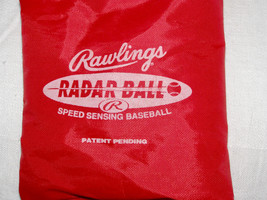 Rawlings
RADAR BALL
R
SPEED SENSING BASEBALL
PATENT PENDING